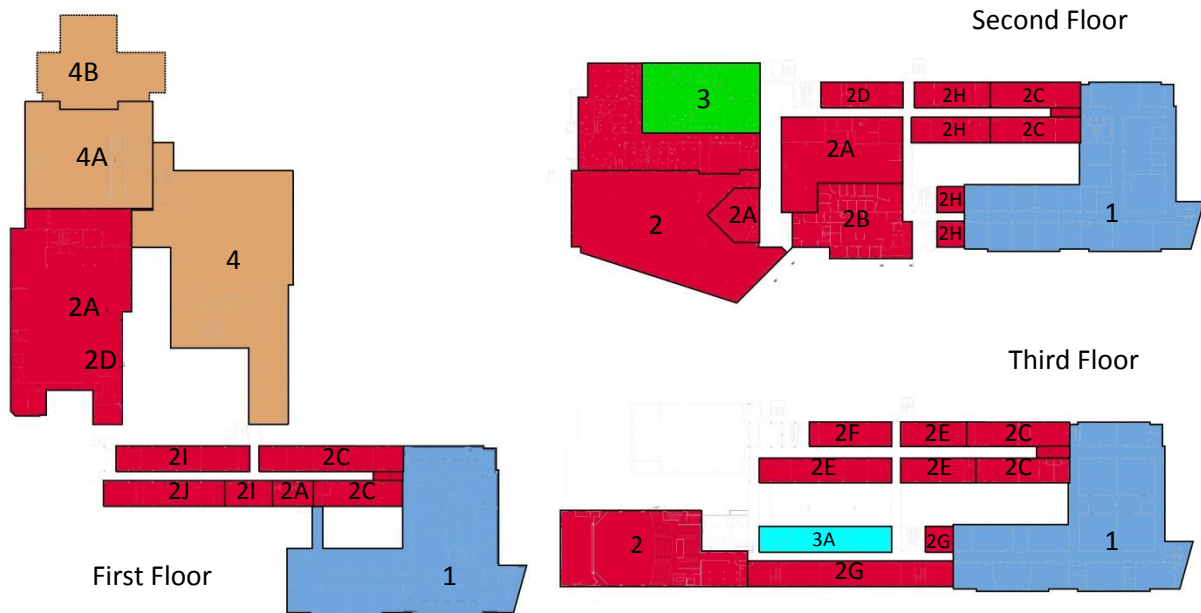 Second Floor
4B
4A
4
2A
2D
2I
2C
2J
2I
2A
2C
First Floor
1
3
2D
2H
2C
2H
2C
2A
2
2A
2B
2H
2H
1
Third Floor
2F
2E
2C
2E
2E
2C
2
3A
2G
2G
1